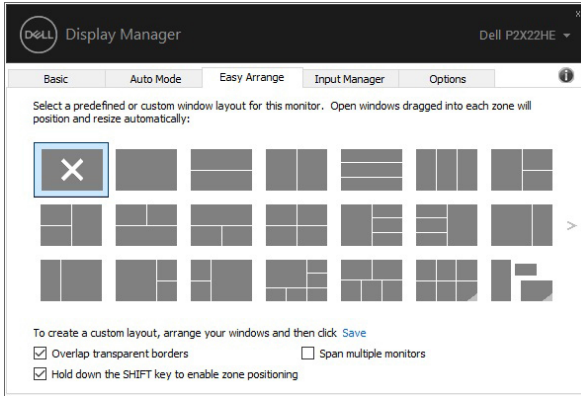 DELL Display Manager
Dell P2X22HE
Basic Auto Mode Easy Arrange Input Manager Options
Select a predefined or custom window layout for this monitor. Open windows dragged into each zone will
position and resize automatically:
To create a custom layout, arrange your windows and then click Save
Overlap transparent borders
Span multiple monitors
Hold down the SHIFT key to enable zone positioning